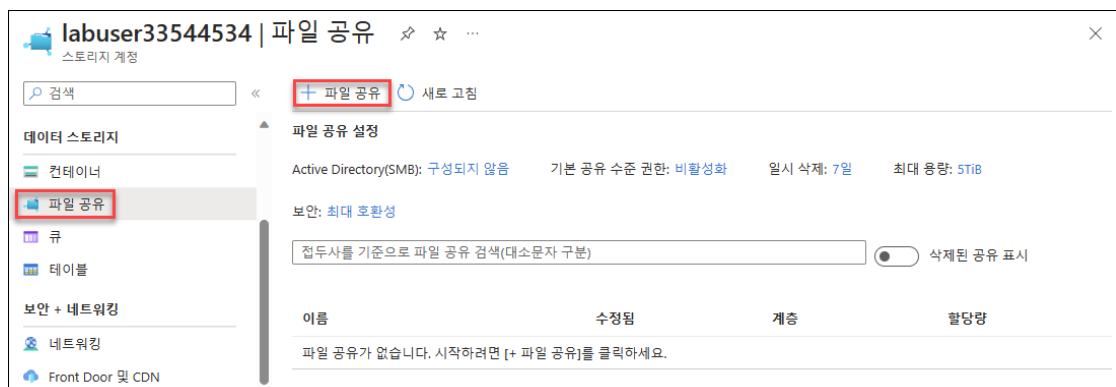 labuser33544534 | 파일 공유
스토리지 계정
검색
+ 파일 공유
새로 고침
데이터 스토리지
컨테이너
파일 공유
큐
테이블
보안 + 네트워킹
네트워킹
Front Door 및 CDN
파일 공유 설정
Active Directory(SMB): 구성되지 않음 기본 공유 수준 권한: 비활성화 일시 삭제: 7일 최대 용량: 5TiB
보안: 최대 호환성
접두사를 기준으로 파일 공유 검색(대소문자 구분)
삭제된 공유 표시
이름 수정됨 계층 할당량
파일 공유가 없습니다. 시작하려면 [+ 파일 공유]를 클릭하세요.